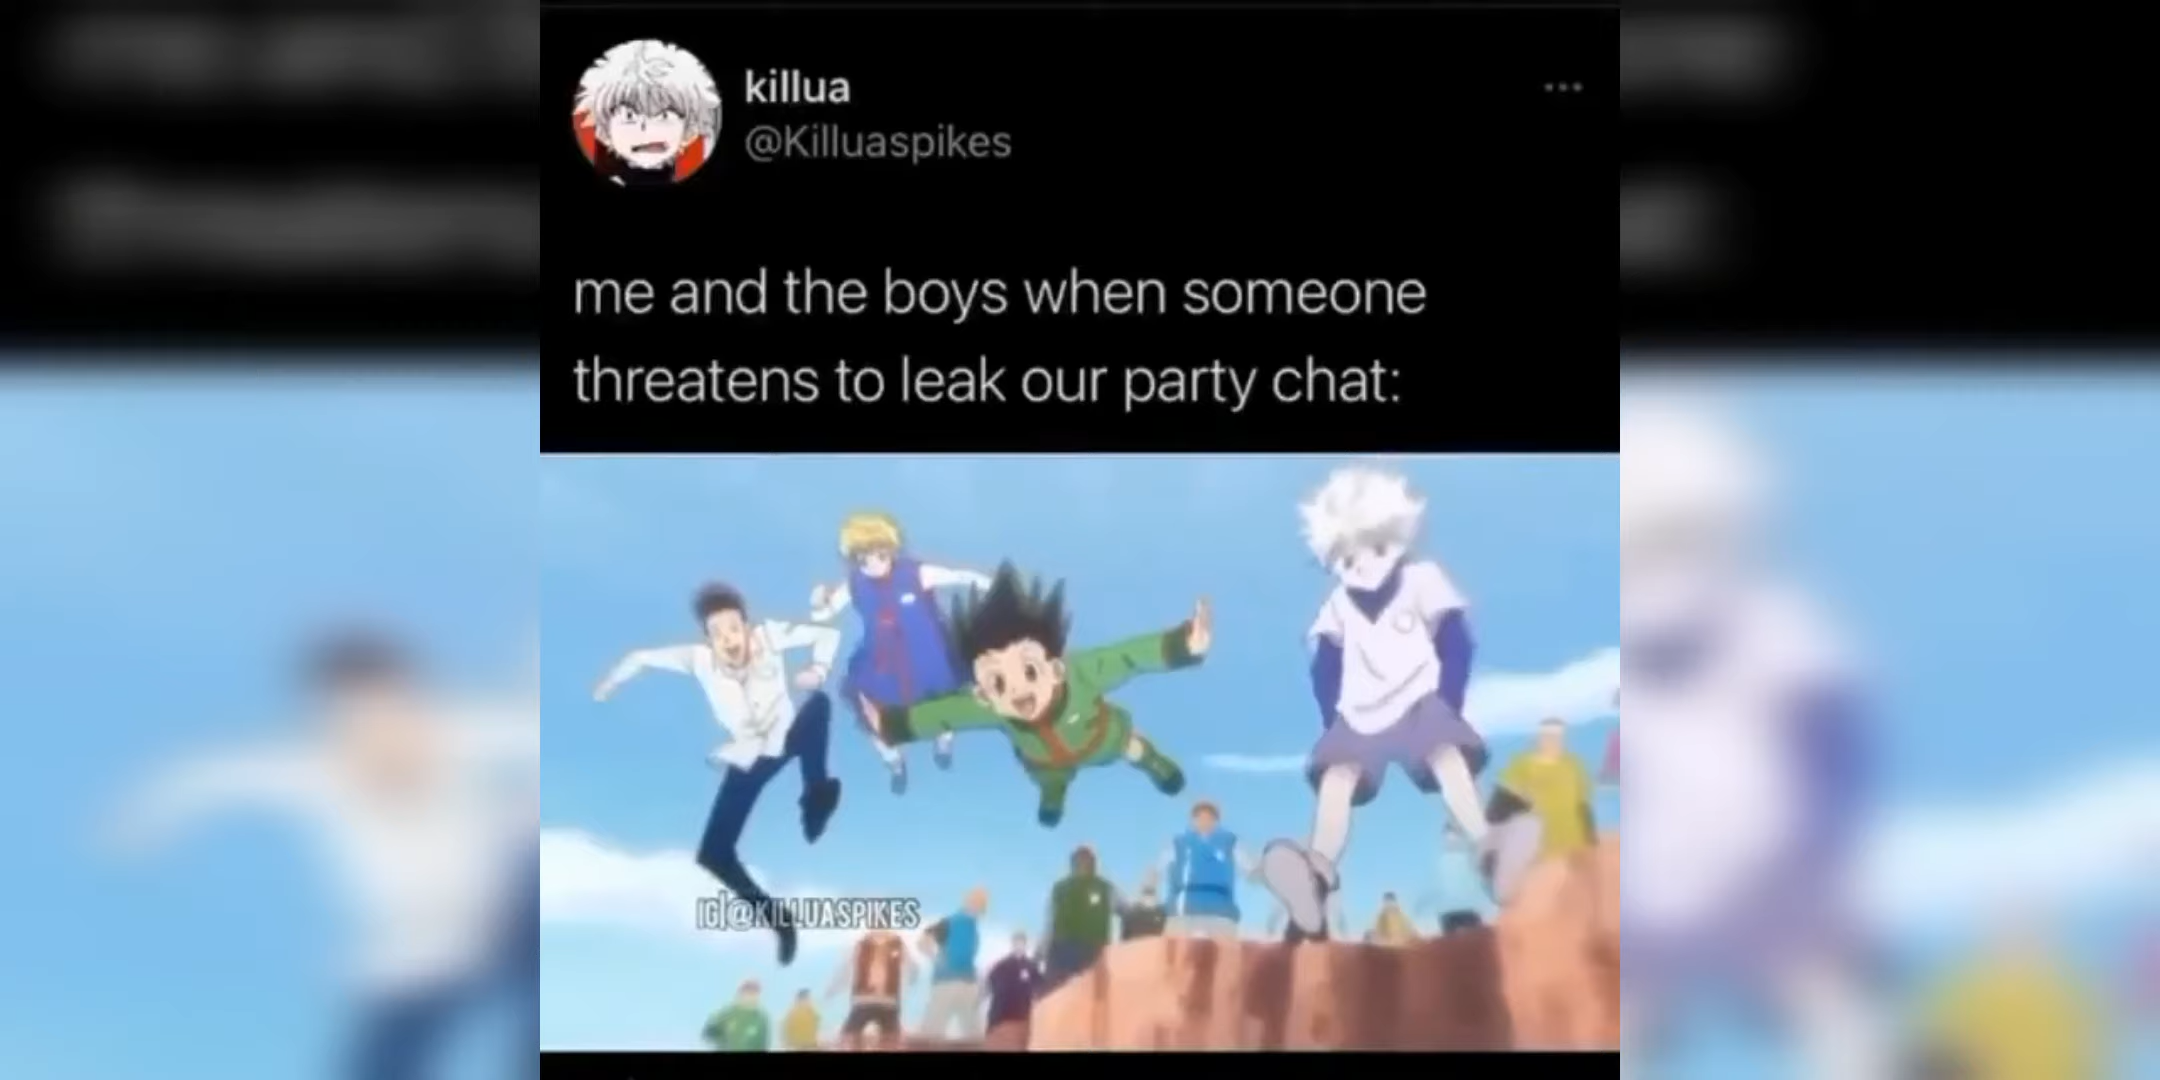 killua
@Killuaspikes
me and the boys when someone
threatens to leak our party chat:
IG|@KILLUASPIKES